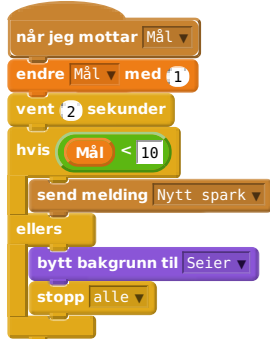 når jeg mottar Mål
endre Mål med 1
vent 2 sekunder
hvis Mål < 10
send melding Nytt spark
ellers
bytt bakgrunn til Seier
stopp alle